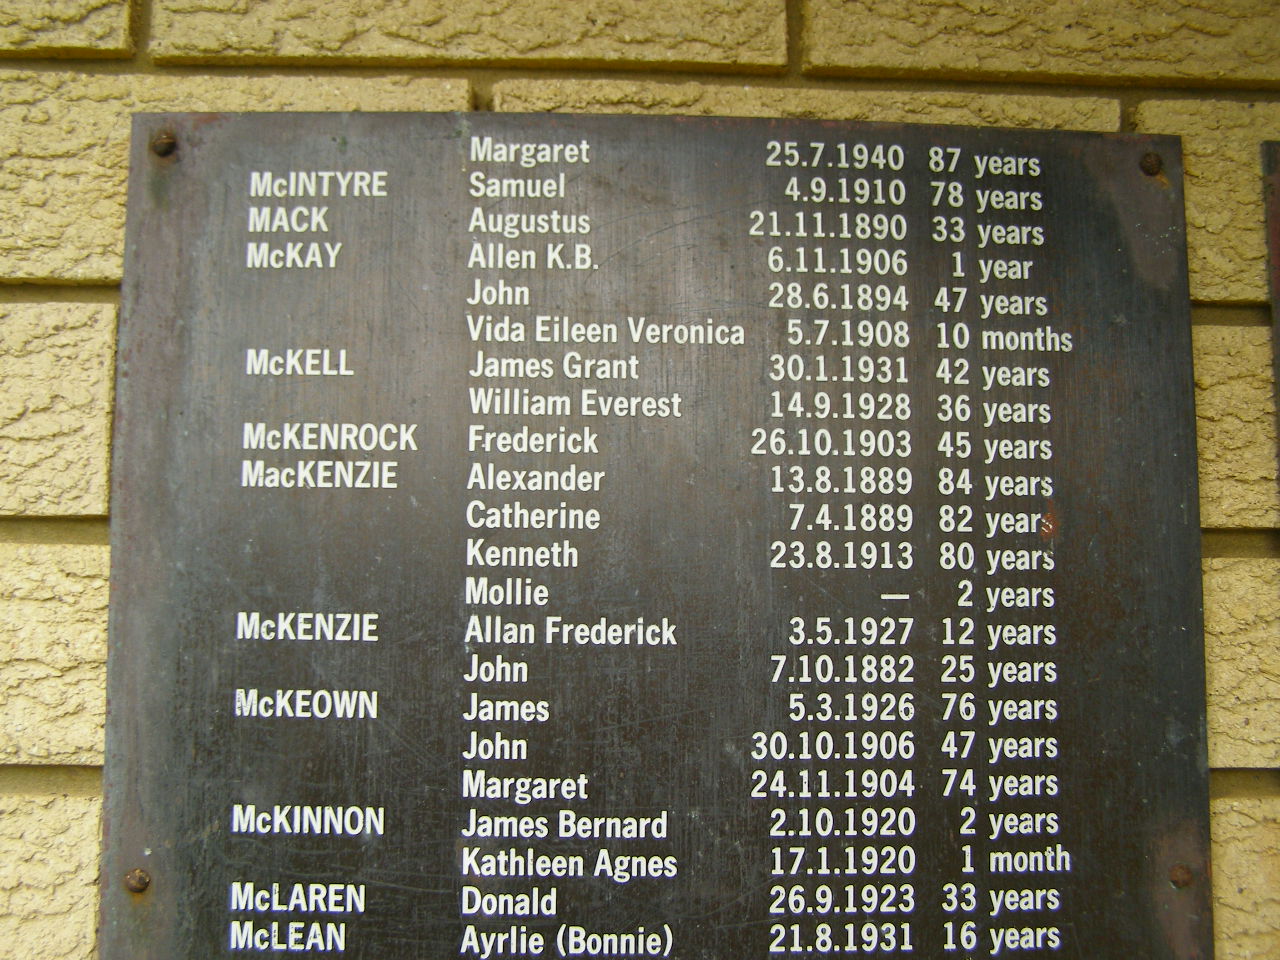 Margaret 25.7.1940 87 years
McINTYRE Samuel 4.9.1910 78 years
MACK Augustus 21.11.1890 33 years
McKAY Allen K.B. 6.11.1906 1 year
John 28.6.1894 47 years
Vida Eileen Veronica 5.7.1908 10 months
McKELL James Grant 30.1.1931 42 years
William Everest 14.9.1928 36 years
McKENROCK Frederick 26.10.1903 45 years
MacKENZIE Alexander 13.8.1889 84 years
Catherine 7.4.1889 82 years
Kenneth 23.8.1913 80 years
Mollie — 2 years
McKENZIE Allan Frederick 3.5.1927 12 years
John 7.10.1882 25 years
McKEOWN James 5.3.1926 76 years
John 30.10.1906 47 years
Margaret 24.11.1904 74 years
McKINNON James Bernard 2.10.1920 2 years
Kathleen Agnes 17.1.1920 1 month
McLAREN Donald 26.9.1923 33 years
McLEAN Ayrlie (Bonnie) 21.8.1931 16 years